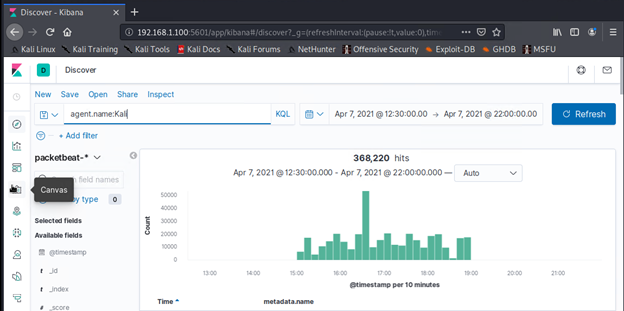 Discover - Kibana
192.168.1.100:5601/app/kibana#/discover?_g=(refreshInterval:(pause:!t,value:0),time
Kali Linux Kali Training Kali Tools Kali Docs Kali Forums NetHunter Offensive Security Exploit-DB GHDB MSFU
D Discover
New Save Open Share Inspect
agent.name:Kali KQL Apr 7, 2021 @ 12:30:00.00 → Apr 7, 2021 @ 22:00:00.00 Refresh
+ Add filter
packetbeat-*
368,220 hits
Apr 7, 2021 @ 12:30:00.00 - Apr 7, 2021 @ 22:00:00.00 — Auto
field names
Canvas
y type 0
Selected fields
Available fields
@timestamp
t _id
t _index
t _score
Count
50000
40000
30000
20000
10000
0
13:00 14:00 15:00 16:00 17:00 18:00 19:00 20:00 21:00
@timestamp per 10 minutes
Time metadata.name